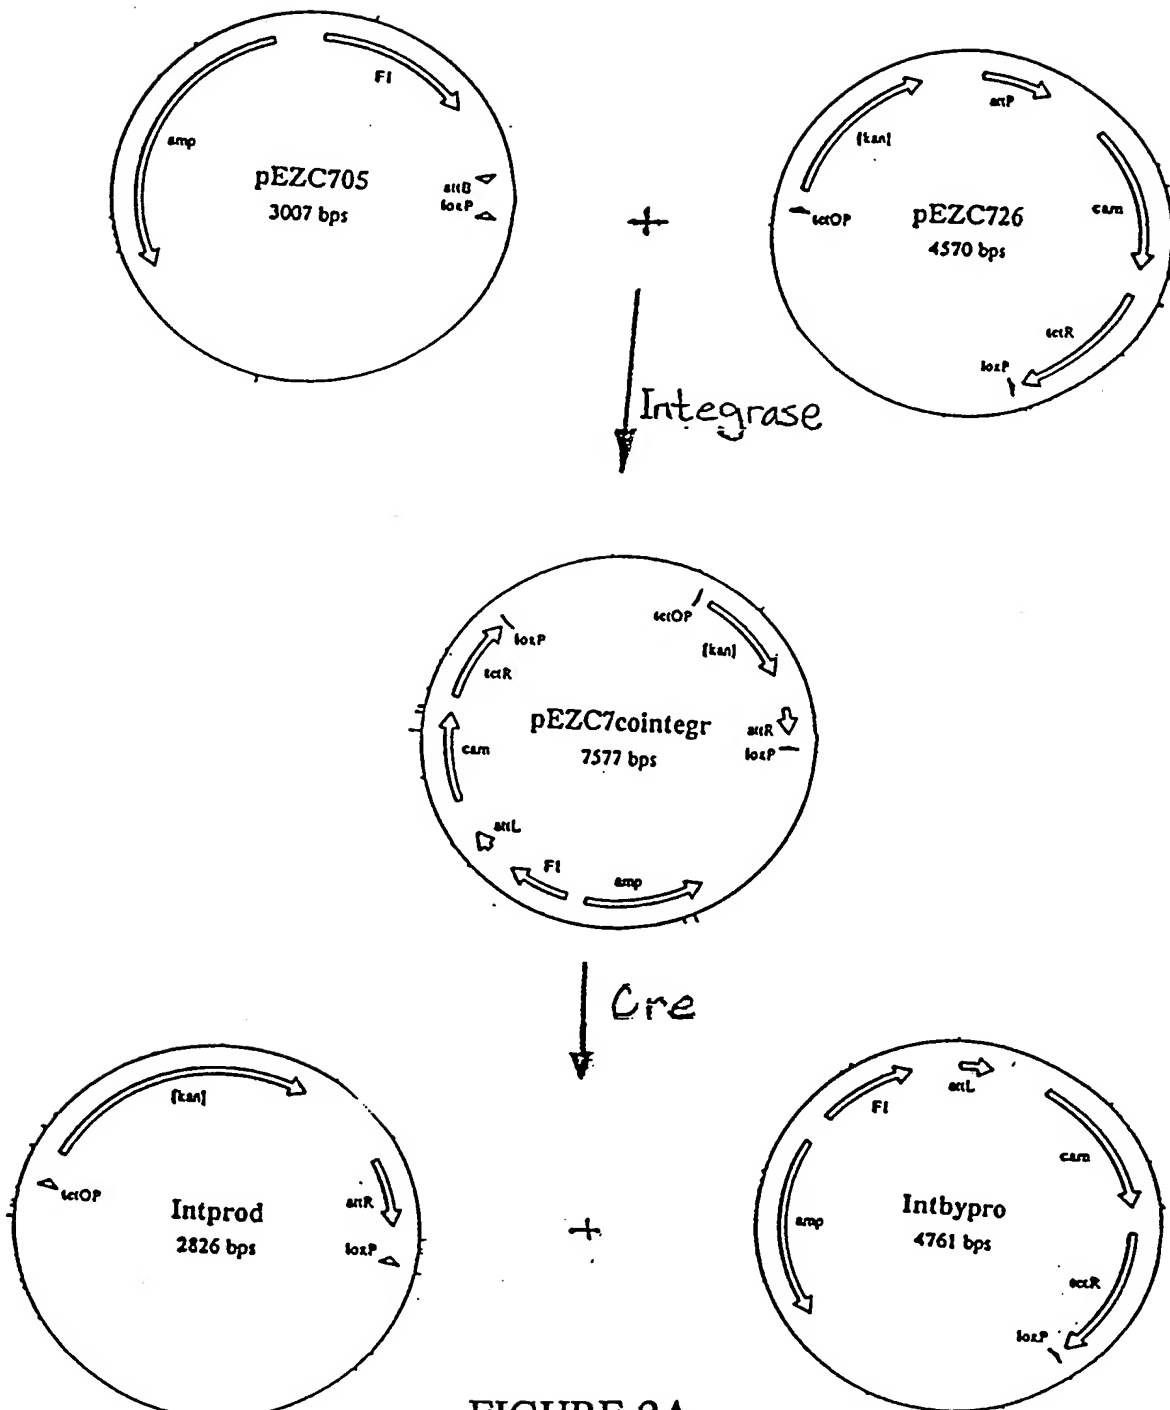 F1
amp
attB
loxP
pEZC705
3007 bps
+
attP
[kan]
cam
tetOP
pEZC726
4570 bps
tetR
loxP
Integrase
tetOP
loxP
[kan]
tetR
pEZC7cointegr
7577 bps
attR
loxP
cam
attL
F1
amp
Cre
[kan]
tetOP
attR
Intprod
2826 bps
loxP
+
F1
attL
cam
amp
Intbypro
4761 bps
tetR
loxP